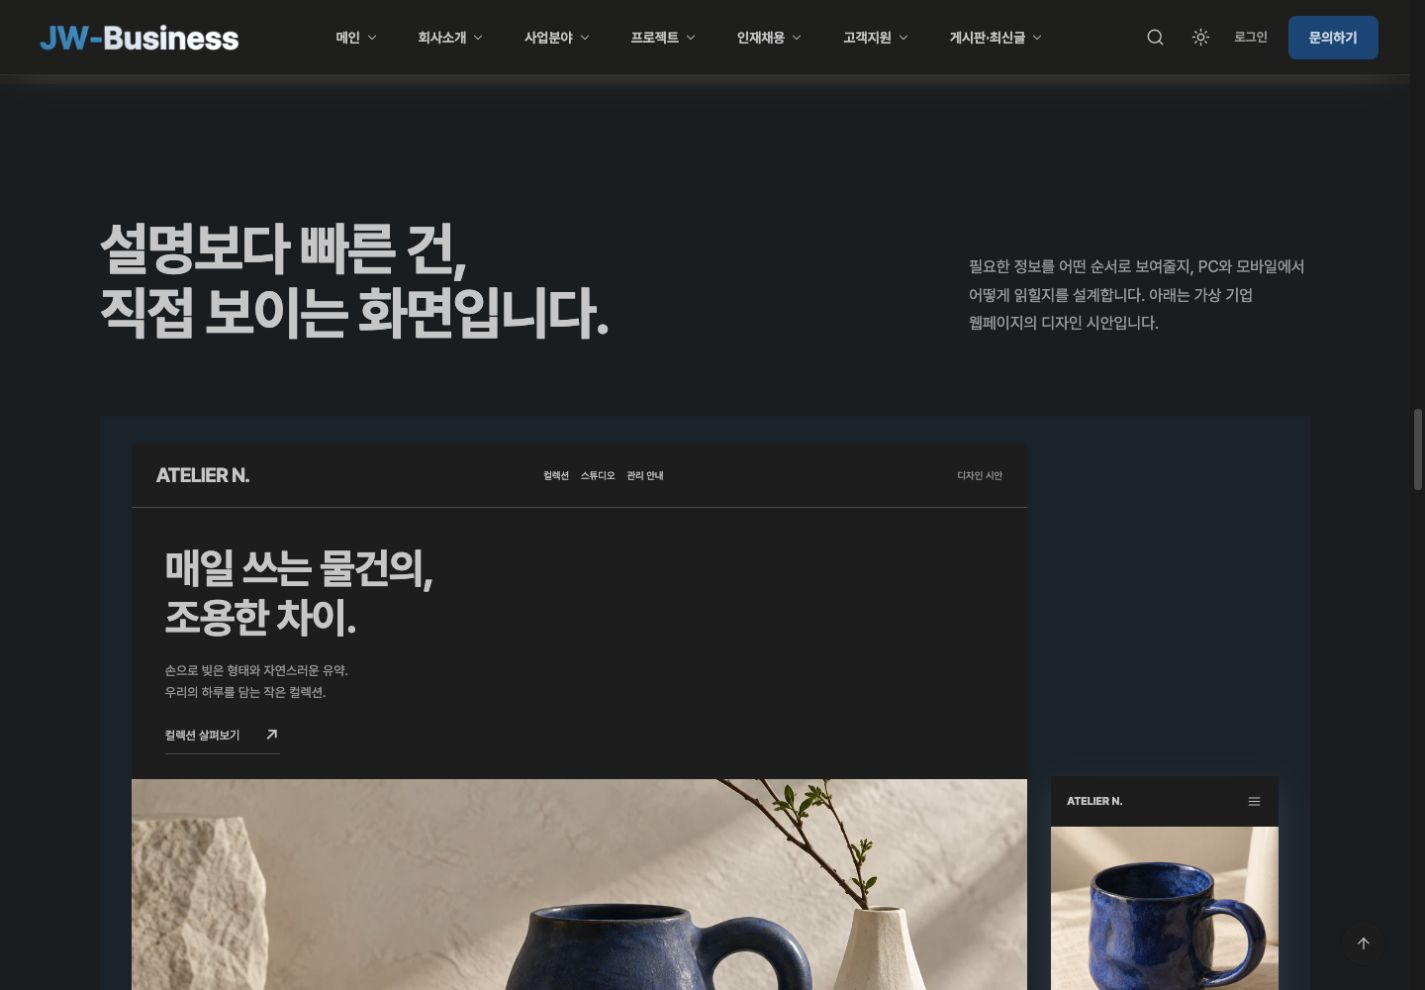 JW-Business
메인
회사소개
사업분야
프로젝트
인재채용
고객지원
게시판·최신글
로그인
문의하기
설명보다 빠른 건,
직접 보이는 화면입니다.
필요한 정보를 어떤 순서로 보여줄지, PC와 모바일에서
어떻게 읽힐지를 설계합니다. 아래는 가상 기업
웹페이지의 디자인 시안입니다.
ATELIER N.
컬렉션
스튜디오
관리 안내
디자인 시안
매일 쓰는 물건의,
조용한 차이.
손으로 빚은 형태와 자연스러운 유약.
우리의 하루를 담는 작은 컬렉션.
컬렉션 살펴보기
ATELIER N.